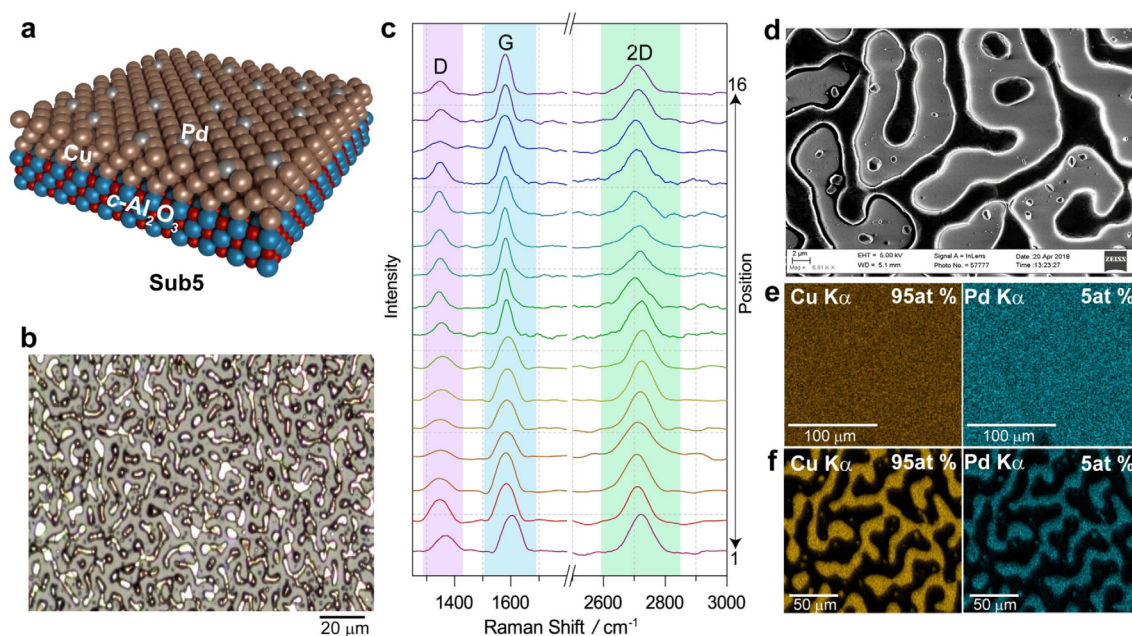 a
Pd
Cu
c-Al2O3
Sub5
b
20 μm
c
D
G
2D
16
1
Intensity
Position
1400
1600
2600
2800
3000
Raman Shift / cm-1
d
2 μm
EHT = 5.00 kV
Signal A = InLens
Date :20 Apr 2018
WD = 5.1 mm
Photo No. = 57777
Time :13:23:27
ZEISS
e
Cu Kα
95at %
100 μm
Pd Kα
5at %
100 μm
f
Cu Kα
95at %
50 μm
Pd Kα
5at %
50 μm